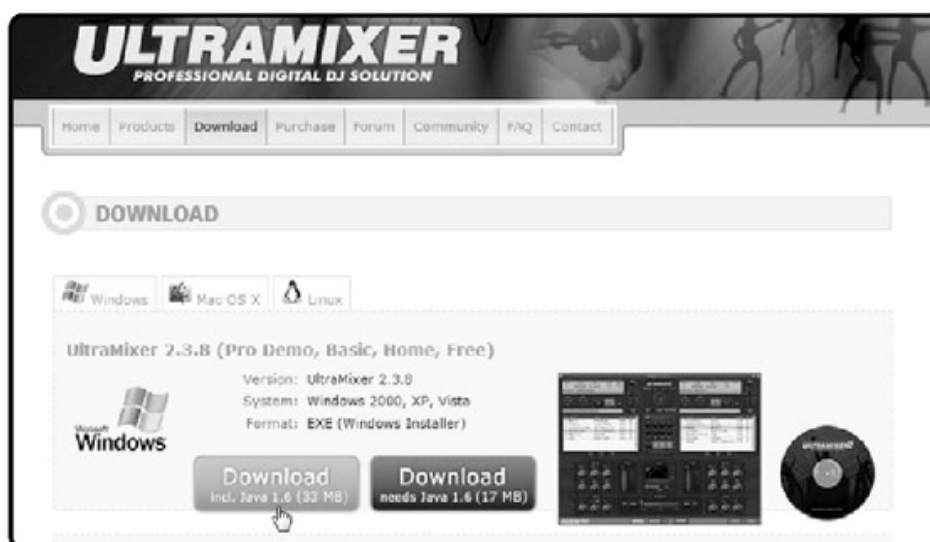 ULTRAMIXER
PROFESSIONAL DIGITAL DJ SOLUTION
Home Products Download Purchase Forum Community FAQ Contact
DOWNLOAD
Windows Mac OS X Linux
UltraMixer 2.3.8 (Pro Demo, Basic, Home, Free)
Version: UltraMixer 2.3.8
System: Windows 2000, XP, Vista
Format: EXE (Windows Installer)
Microsoft
Windows
Download Download
incl. Java 1.6 (33 MB) needs Java 1.6 (17 MB)
ULTRAMIXER2